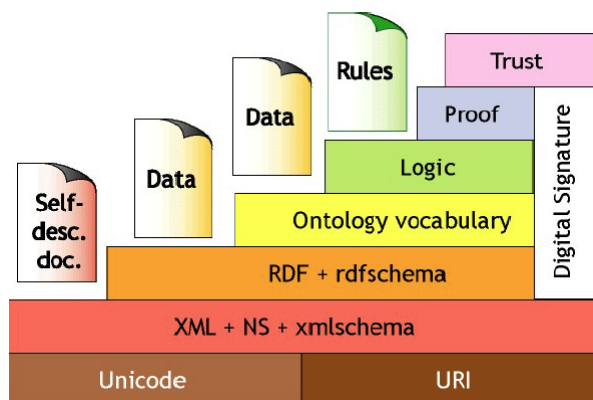 Trust
Rules
Proof
Data
Logic
Data
Self-
desc.
doc.
Ontology vocabulary
Digital Signature
RDF + rdfschema
XML + NS + xmlschema
Unicode
URI